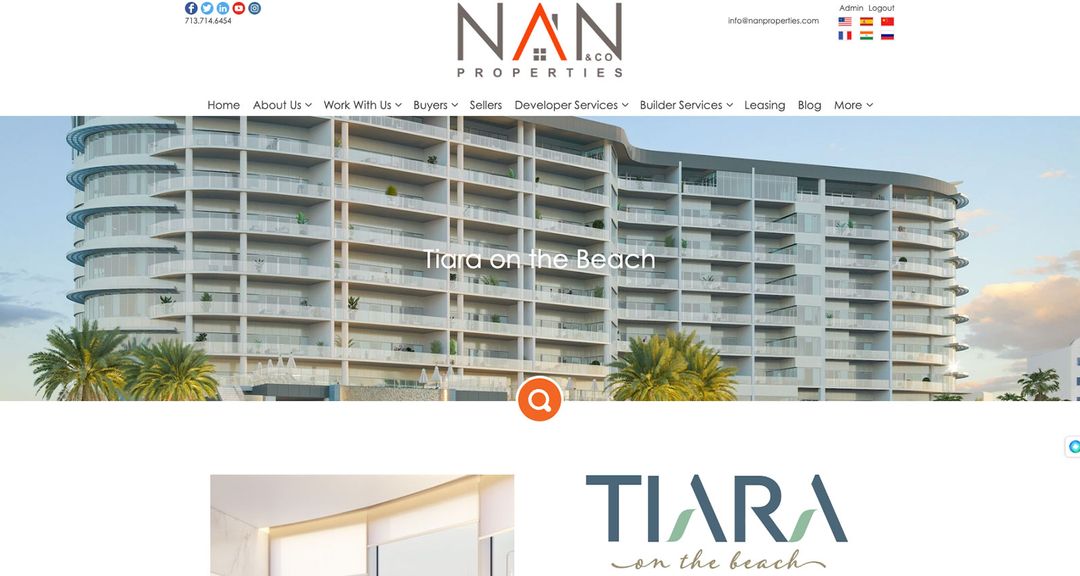 713.714.6454
NAN
&CO
PROPERTIES
info@nanproperties.com
Admin Logout
Home About Us Work With Us Buyers Sellers Developer Services Builder Services Leasing Blog More
Tiara on the Beach
TIARA
on the beach